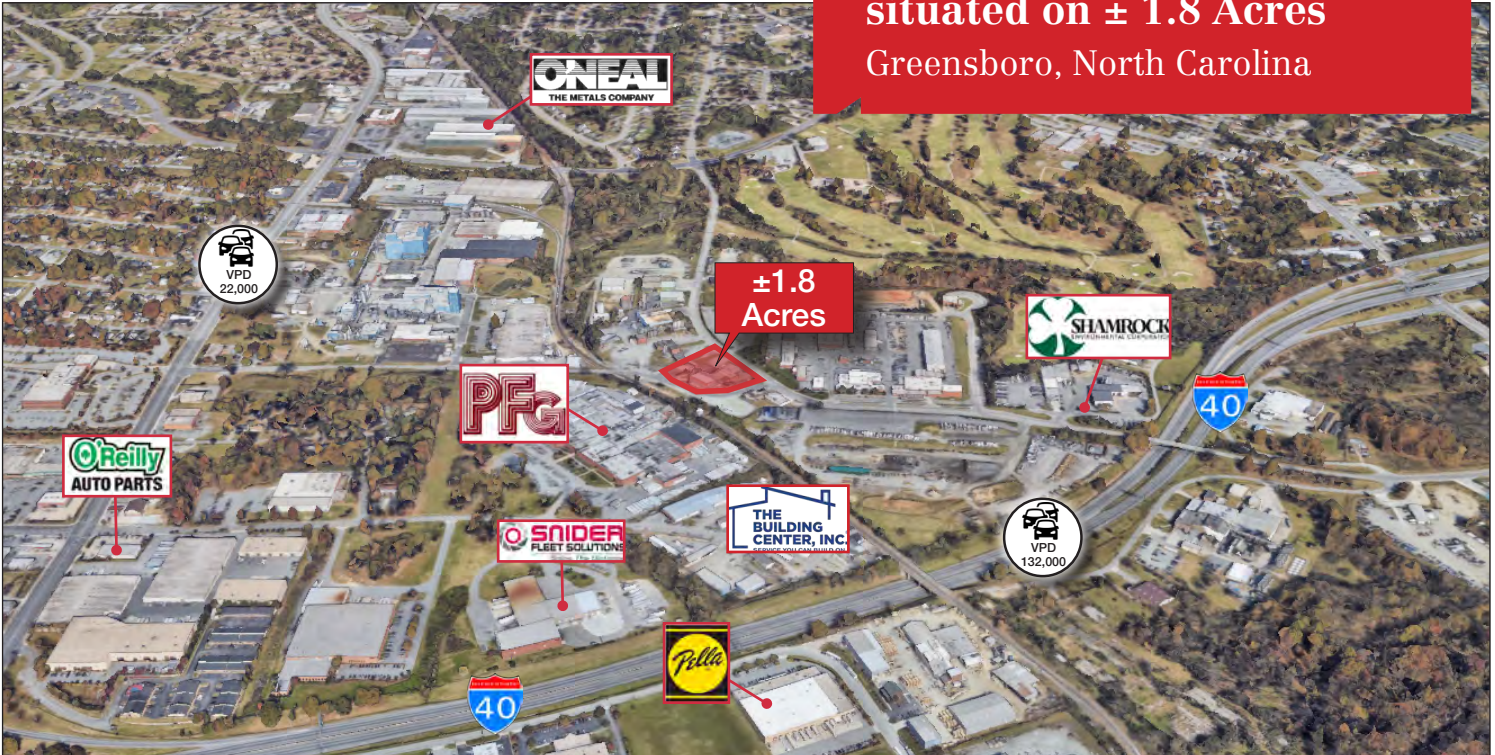 situated on ± 1.8 Acres
Greensboro, North Carolina
ONEAL
THE METALS COMPANY
VPD
22,000
±1.8
Acres
SHAMROCK
ENVIRONMENTAL CORPORATION
40
PFG
O'Reilly
AUTO PARTS
THE
BUILDING
CENTER, INC.
SERVICE YOU CAN BUILD ON
SNIDER
FLEET SOLUTIONS
VPD
132,000
Pella
40